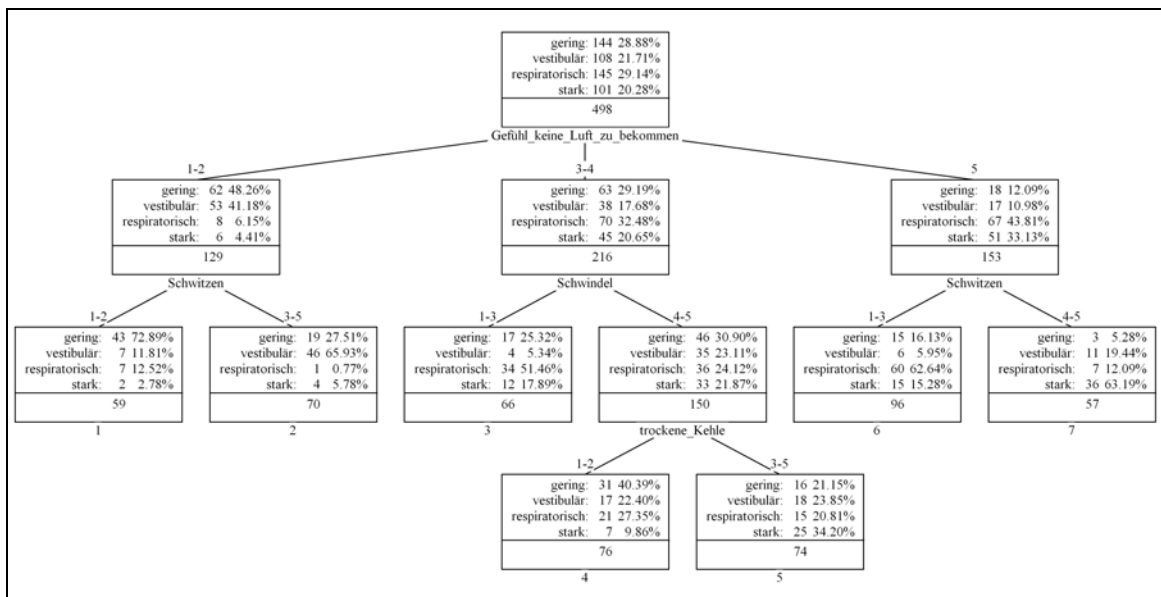 gering: 144 28.88%
vestibulär: 108 21.71%
respiratorisch: 145 29.14%
stark: 101 20.28%
498
Gefühl_keine_Luft_zu_bekommen
1-2
gering: 62 48.26%
vestibulär: 53 41.18%
respiratorisch: 8 6.15%
stark: 6 4.41%
129
Schwitzen
3-4
gering: 63 29.19%
vestibulär: 38 17.68%
respiratorisch: 70 32.48%
stark: 45 20.65%
216
Schwindel
5
gering: 18 12.09%
vestibulär: 17 10.98%
respiratorisch: 67 43.81%
stark: 51 33.13%
153
Schwitzen
1-2
gering: 43 72.89%
vestibulär: 7 11.81%
respiratorisch: 7 12.52%
stark: 2 2.78%
59
1
3-5
gering: 19 27.51%
vestibulär: 46 65.93%
respiratorisch: 1 0.77%
stark: 4 5.78%
70
2
1-3
gering: 17 25.32%
vestibulär: 4 5.34%
respiratorisch: 34 51.46%
stark: 12 17.89%
66
3
4-5
gering: 46 30.90%
vestibulär: 35 23.11%
respiratorisch: 36 24.12%
stark: 33 21.87%
150
trockene_Kehle
1-3
gering: 15 16.13%
vestibulär: 6 5.95%
respiratorisch: 60 62.64%
stark: 15 15.28%
96
6
4-5
gering: 3 5.28%
vestibulär: 11 19.44%
respiratorisch: 7 12.09%
stark: 36 63.19%
57
7
1-2
gering: 31 40.39%
vestibulär: 17 22.40%
respiratorisch: 21 27.35%
stark: 7 9.86%
76
4
3-5
gering: 16 21.15%
vestibulär: 18 23.85%
respiratorisch: 15 20.81%
stark: 25 34.20%
74
5